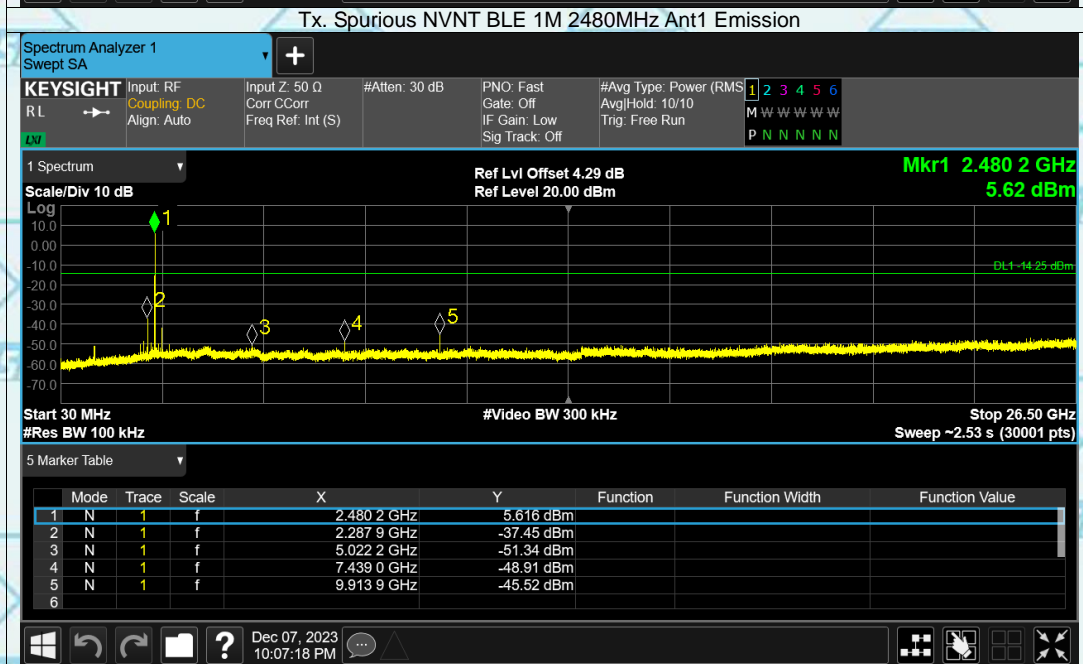 Tx. Spurious NVNT BLE 1M 2480MHz Ant1 Emission
Spectrum Analyzer 1
Swept SA
+
KEYSIGHT Input: RF Input Z: 50 Ω #Atten: 30 dB PNO: Fast #Avg Type: Power (RMS 1 2 3 4 5 6
RL Coupling: DC Corr CCorr Gate: Off Avg|Hold: 10/10 M W W W W W W
Align: Auto Freq Ref: Int (S) IF Gain: Low Trig: Free Run
LXI Sig Track: Off P N N N N N
1 Spectrum Ref Lvl Offset 4.29 dB Mkr1 2.480 2 GHz
Scale/Div 10 dB Ref Level 20.00 dBm 5.62 dBm
Log
1
10.0
0.00
-10.0 DL1 -14.25 dBm
-20.0
-30.0 2
-40.0 3 4 5
-50.0
-60.0
-70.0
Start 30 MHz #Video BW 300 kHz Stop 26.50 GHz
#Res BW 100 kHz Sweep ~2.53 s (30001 pts)
5 Marker Table
Mode Trace Scale X Y Function Function Width Function Value
1 N 1 f 2.480 2 GHz 5.616 dBm
2 N 1 f 2.287 9 GHz -37.45 dBm
3 N 1 f 5.022 2 GHz -51.34 dBm
4 N 1 f 7.439 0 GHz -48.91 dBm
5 N 1 f 9.913 9 GHz -45.52 dBm
6
? Dec 07, 2023
10:07:18 PM